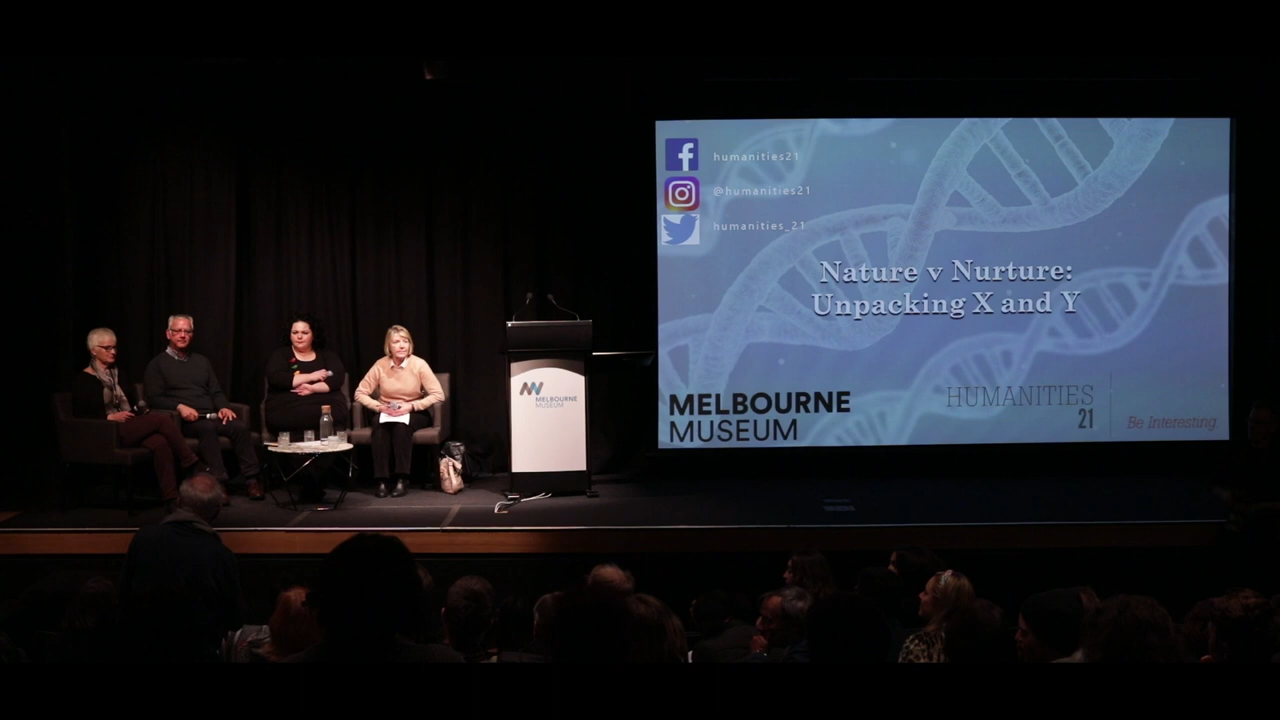 humanities21
@humanities21
humanities_21
Nature v Nurture:
Unpacking X and Y
MELBOURNE
MUSEUM
HUMANITIES
21
Be Interesting.
MELBOURNE
MUSEUM